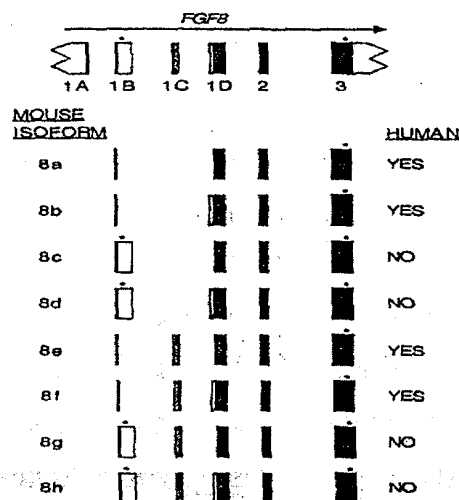 FGF8
1A 1B 1C 1D 2 3
MOUSE
ISOFORM HUMAN
8a YES
8b YES
8c NO
8d NO
8e YES
8f YES
8g NO
8h NO